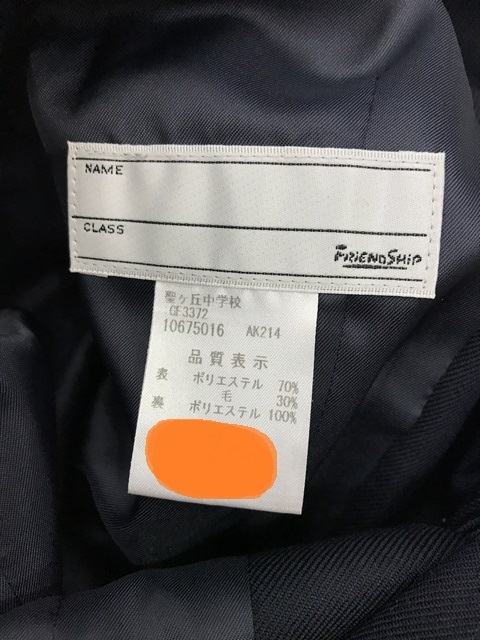 NAME
CLASS
FRIENDSHIP
聖ヶ丘中学校
GF3372
10675016 AK214
品質表示
表 ポリエステル 70%
毛 30%
裏 ポリエステル 100%